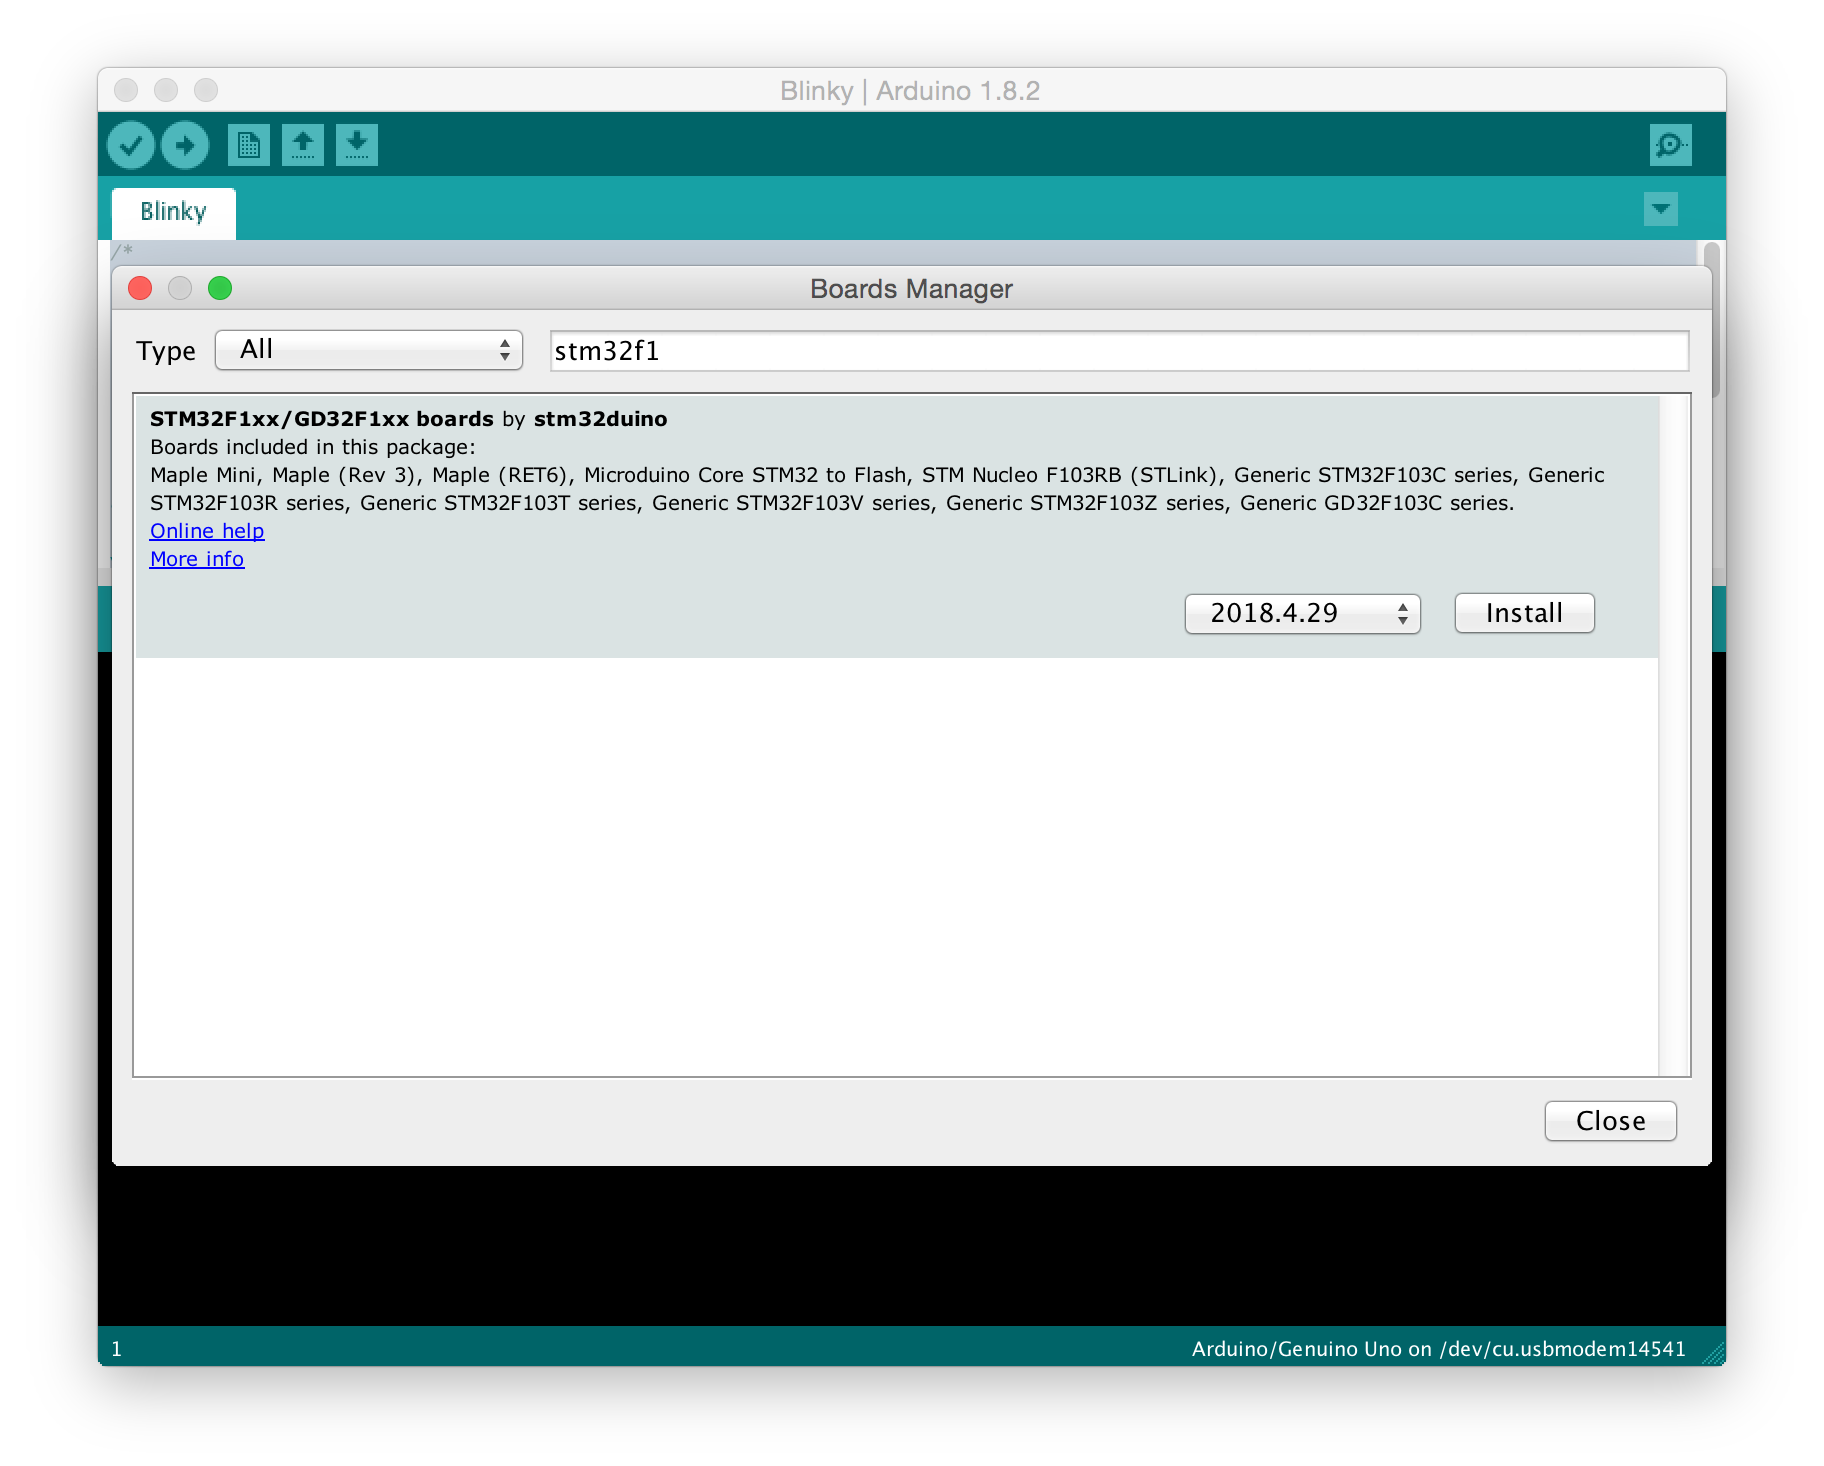 Blinky | Arduino 1.8.2
Blinky
/*
Boards Manager
Type All stm32f1
STM32F1xx/GD32F1xx boards by stm32duino
Boards included in this package:
Maple Mini, Maple (Rev 3), Maple (RET6), Microduino Core STM32 to Flash, STM Nucleo F103RB (STLink), Generic STM32F103C series, Generic
STM32F103R series, Generic STM32F103T series, Generic STM32F103V series, Generic STM32F103Z series, Generic GD32F103C series.
Online help
More info
2018.4.29 Install
Close
1 Arduino/Genuino Uno on /dev/cu.usbmodem14541